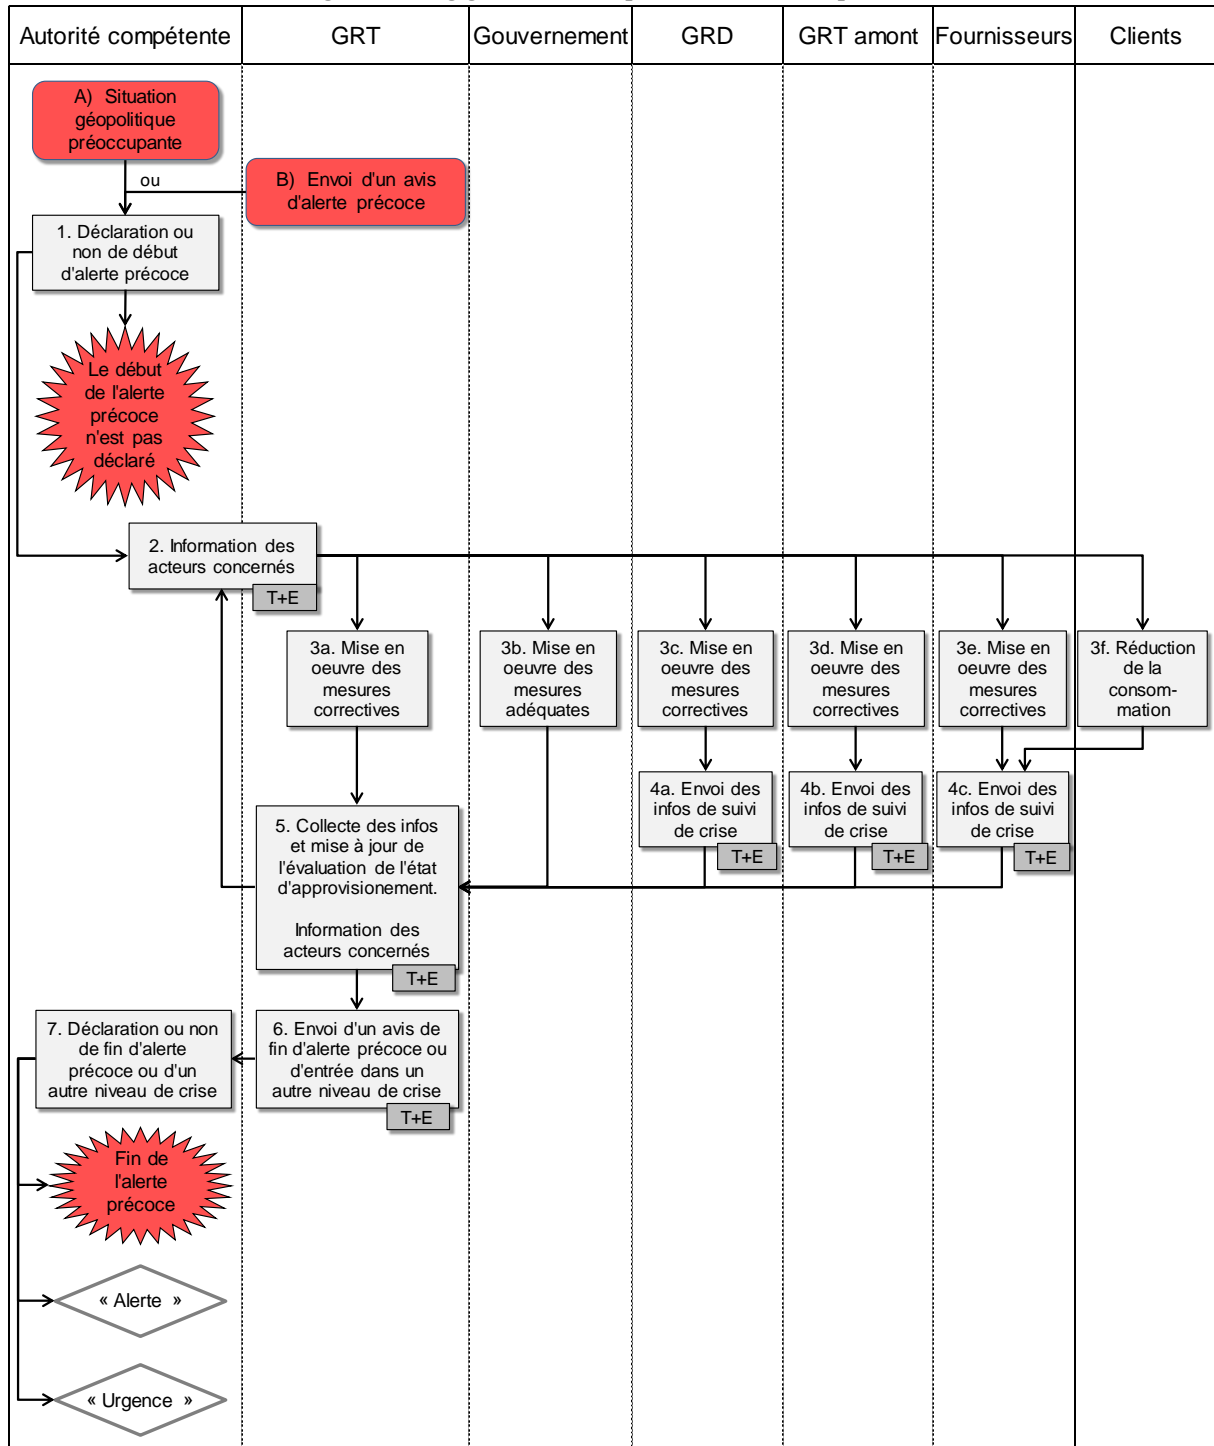 Autorité compétente
GRT
Gouvernement
GRD
GRT amont
Fournisseurs
Clients
A) Situation
géopolitique
préoccupante
ou
B) Envoi d'un avis
d'alerte précoce
1. Déclaration ou
non de début
d'alerte précoce
Le début
de l'alerte
précoce
n'est pas
déclaré
2. Information des
acteurs concernés
T+E
3a. Mise en
oeuvre des
mesures
correctives
3b. Mise en
oeuvre des
mesures
adéquates
3c. Mise en
oeuvre des
mesures
correctives
3d. Mise en
oeuvre des
mesures
correctives
3e. Mise en
oeuvre des
mesures
correctives
3f. Réduction
de la
consom-
mation
4a. Envoi des
infos de suivi
de crise
T+E
4b. Envoi des
infos de suivi
de crise
T+E
4c. Envoi des
infos de suivi
de crise
T+E
5. Collecte des infos
et mise à jour de
l'évaluation de l'état
d'approvisionement.
Information des
acteurs concernés
T+E
7. Déclaration ou non
de fin d'alerte
précoce ou d'un
autre niveau de crise
6. Envoi d'un avis de
fin d'alerte précoce ou
d'entrée dans un
autre niveau de crise
T+E
Fin de
l'alerte
précoce
« Alerte »
« Urgence »